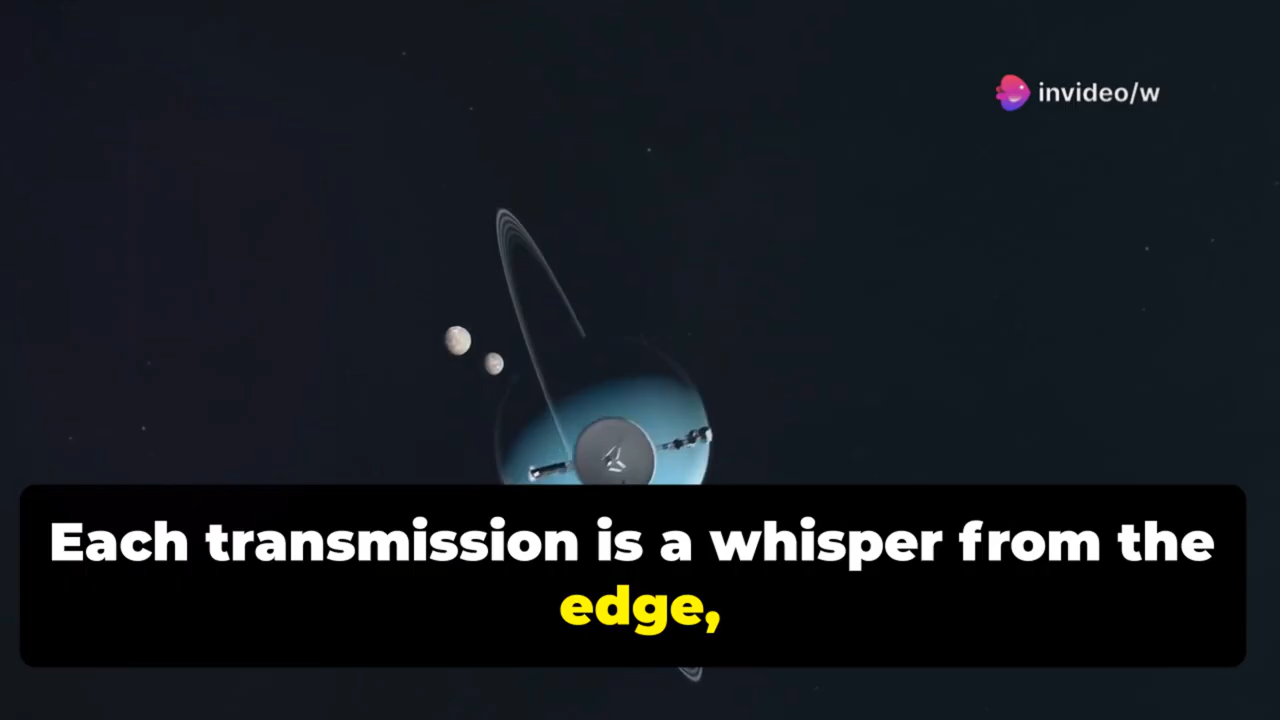 invideo/w
Each transmission is a whisper from the
edge,